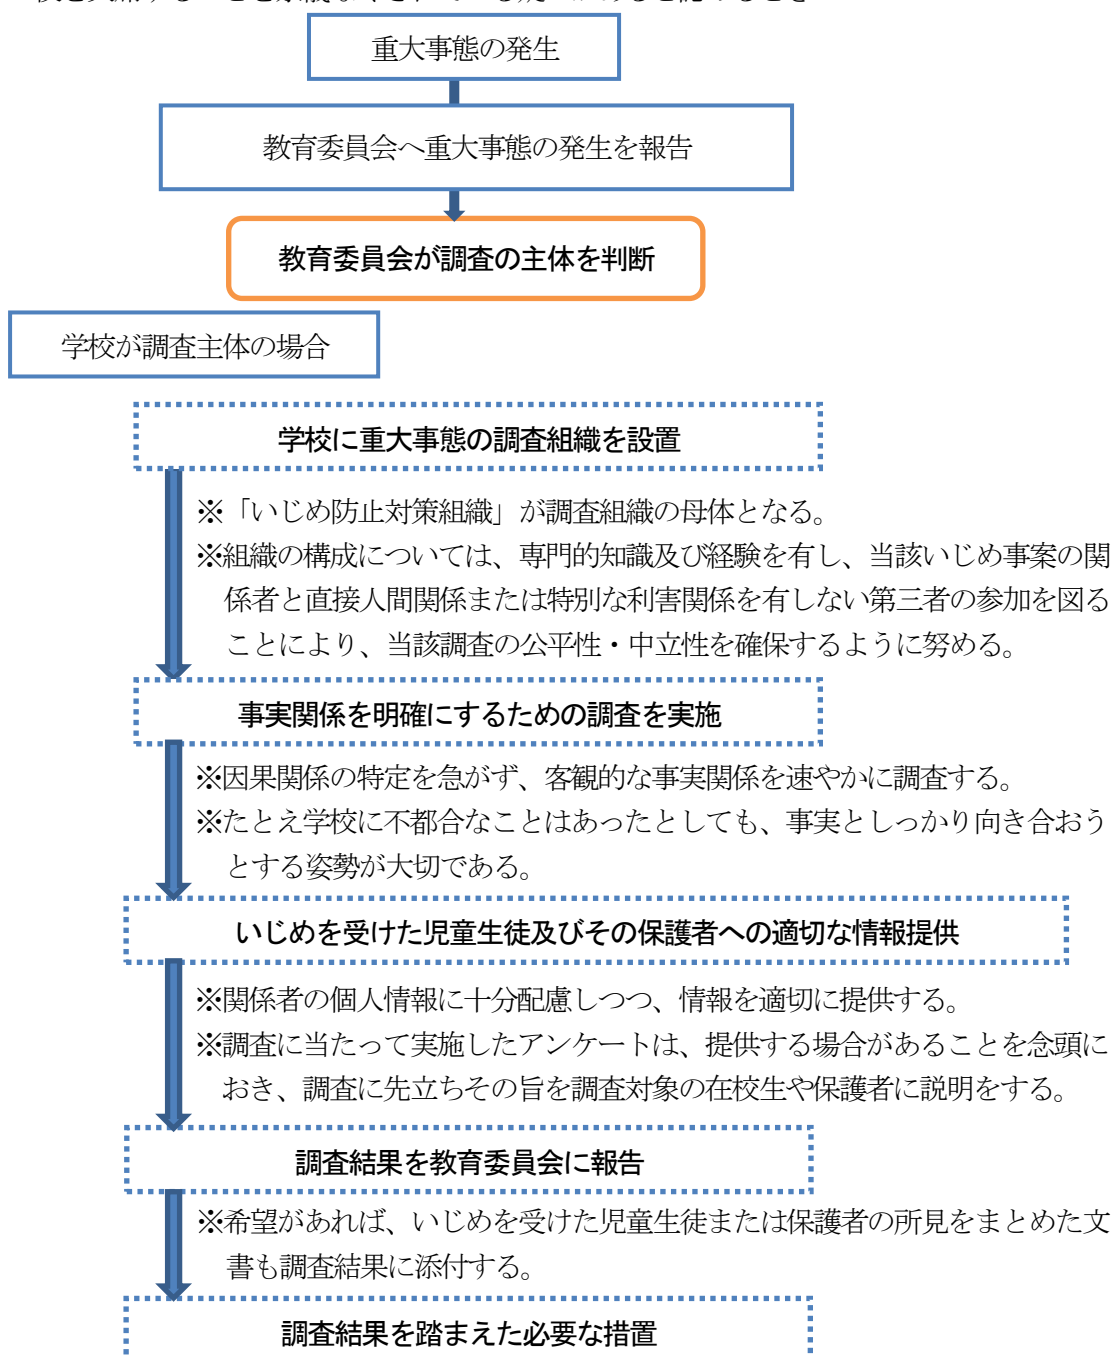 重大事態の発生
教育委員会へ重大事態の発生を報告
教育委員会が調査の主体を判断
学校が調査主体の場合
学校に重大事態の調査組織を設置
※「いじめ防止対策組織」が調査組織の母体となる。
※組織の構成については、専門的知識及び経験を有し、当該いじめ事案の関
係者と直接人間関係または特別な利害関係を有しない第三者の参加を図る
ことにより、当該調査の公平性・中立性を確保するように努める。
事実関係を明確にするための調査を実施
※因果関係の特定を急がず、客観的な事実関係を速やかに調査する。
※たとえ学校に不都合なことはあったとしても、事実としっかり向き合おう
とする姿勢が大切である。
いじめを受けた児童生徒及びその保護者への適切な情報提供
※関係者の個人情報に十分配慮しつつ、情報を適切に提供する。
※調査に当たって実施したアンケートは、提供する場合があることを念頭に
おき、調査に先立ちその旨を調査対象の在校生や保護者に説明をする。
調査結果を教育委員会に報告
※希望があれば、いじめを受けた児童生徒または保護者の所見をまとめた文
書も調査結果に添付する。
調査結果を踏まえた必要な措置